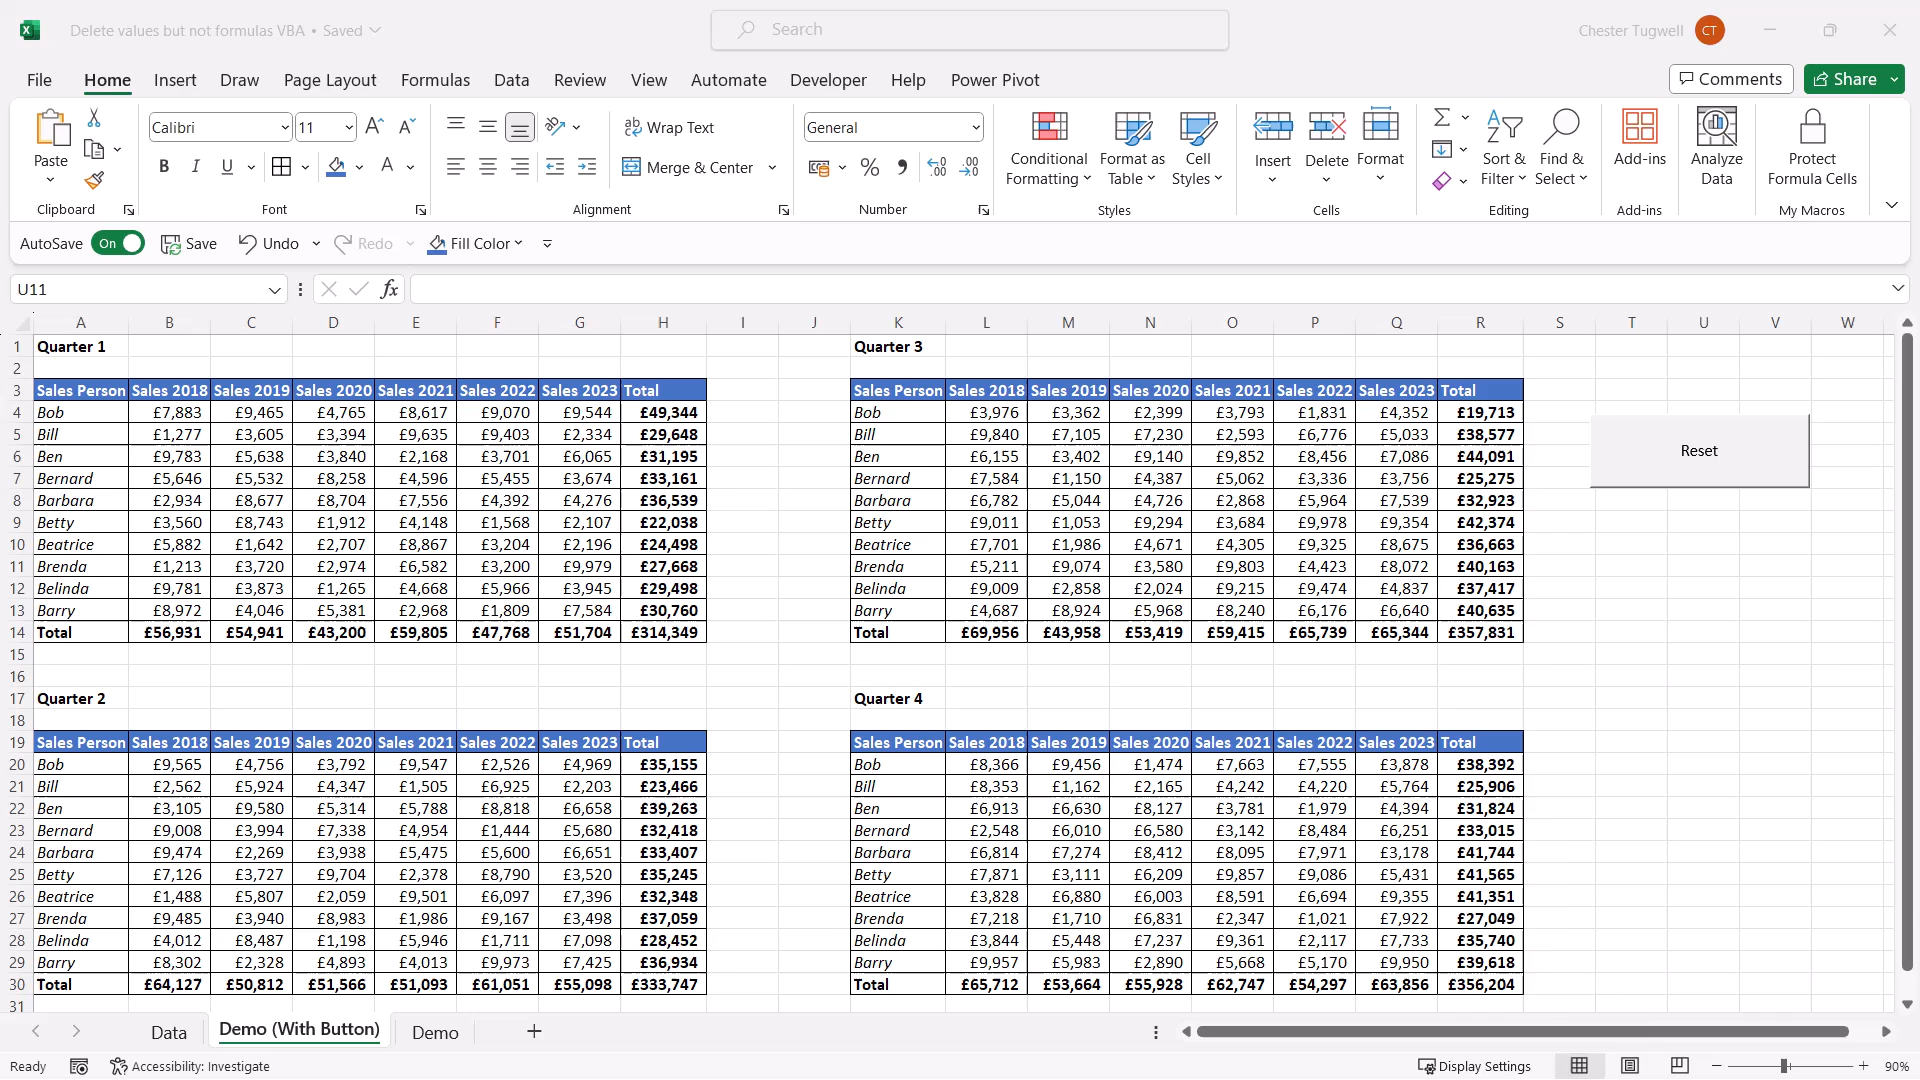 Delete values but not formulas VBA • Saved
Search
Chester Tugwell CT
File Home Insert Draw Page Layout Formulas Data Review View Automate Developer Help Power Pivot Comments Share
Paste Calibri 11 Wrap Text General Conditional Formatting Format as Table Cell Styles Insert Delete Format Sort & Filter Find & Select Add-ins Analyze Data Protect Formula Cells
B I U Merge & Center
Clipboard Font Alignment Number Styles Cells Editing Add-ins My Macros
AutoSave On Save Undo Redo Fill Color
U11 fx
A B C D E F G H I J K L M N O P Q R S T U V W
1 Quarter 1 Quarter 3
2
3 Sales Person Sales 2018 Sales 2019 Sales 2020 Sales 2021 Sales 2022 Sales 2023 Total Sales Person Sales 2018 Sales 2019 Sales 2020 Sales 2021 Sales 2022 Sales 2023 Total
4 Bob £7,883 £9,465 £4,765 £8,617 £9,070 £9,544 £49,344 Bob £3,976 £3,362 £2,399 £3,793 £1,831 £4,352 £19,713
5 Bill £1,277 £3,605 £3,394 £9,635 £9,403 £2,334 £29,648 Bill £9,840 £7,105 £7,230 £2,593 £6,776 £5,033 £38,577
6 Ben £9,783 £5,638 £3,840 £2,168 £3,701 £6,065 £31,195 Ben £6,155 £3,402 £9,140 £9,852 £8,456 £7,086 £44,091
Reset
7 Bernard £5,646 £5,532 £8,258 £4,596 £5,455 £3,674 £33,161 Bernard £7,584 £1,150 £4,387 £5,062 £3,336 £3,756 £25,275
8 Barbara £2,934 £8,677 £8,704 £7,556 £4,392 £4,276 £36,539 Barbara £6,782 £5,044 £4,726 £2,868 £5,964 £7,539 £32,923
9 Betty £3,560 £8,743 £1,912 £4,148 £1,568 £2,107 £22,038 Betty £9,011 £1,053 £9,294 £3,684 £9,978 £9,354 £42,374
10 Beatrice £5,882 £1,642 £2,707 £8,867 £3,204 £2,196 £24,498 Beatrice £7,701 £1,986 £4,671 £4,305 £9,325 £8,675 £36,663
11 Brenda £1,213 £3,720 £2,974 £6,582 £3,200 £9,979 £27,668 Brenda £5,211 £9,074 £3,580 £9,803 £4,423 £8,072 £40,163
12 Belinda £9,781 £3,873 £1,265 £4,668 £5,966 £3,945 £29,498 Belinda £9,009 £2,858 £2,024 £9,215 £9,474 £4,837 £37,417
13 Barry £8,972 £4,046 £5,381 £2,968 £1,809 £7,584 £30,760 Barry £4,687 £8,924 £5,968 £8,240 £6,176 £6,640 £40,635
14 Total £56,931 £54,941 £43,200 £59,805 £47,768 £51,704 £314,349 Total £69,956 £43,958 £53,419 £59,415 £65,739 £65,344 £357,831
15
16
17 Quarter 2 Quarter 4
18
19 Sales Person Sales 2018 Sales 2019 Sales 2020 Sales 2021 Sales 2022 Sales 2023 Total Sales Person Sales 2018 Sales 2019 Sales 2020 Sales 2021 Sales 2022 Sales 2023 Total
20 Bob £9,565 £4,756 £3,792 £9,547 £2,526 £4,969 £35,155 Bob £8,366 £9,456 £1,474 £7,663 £7,555 £3,878 £38,392
21 Bill £2,562 £5,924 £4,347 £1,505 £6,925 £2,203 £23,466 Bill £8,353 £1,162 £2,165 £4,242 £4,220 £5,764 £25,906
22 Ben £3,105 £9,580 £5,314 £5,788 £8,818 £6,658 £39,263 Ben £6,913 £6,630 £8,127 £3,781 £1,979 £4,394 £31,824
23 Bernard £9,008 £3,994 £7,338 £4,954 £1,444 £5,680 £32,418 Bernard £2,548 £6,010 £6,580 £3,142 £8,484 £6,251 £33,015
24 Barbara £9,474 £2,269 £3,938 £5,475 £5,600 £6,651 £33,407 Barbara £6,814 £7,274 £8,412 £8,095 £7,971 £3,178 £41,744
25 Betty £7,126 £3,727 £9,704 £2,378 £8,790 £3,520 £35,245 Betty £7,871 £3,111 £6,209 £9,857 £9,086 £5,431 £41,565
26 Beatrice £1,488 £5,807 £2,059 £9,501 £6,097 £7,396 £32,348 Beatrice £3,828 £6,880 £6,003 £8,591 £6,694 £9,355 £41,351
27 Brenda £9,485 £3,940 £8,983 £1,986 £9,167 £3,498 £37,059 Brenda £7,218 £1,710 £6,831 £2,347 £1,021 £7,922 £27,049
28 Belinda £4,012 £8,487 £1,198 £5,946 £1,711 £7,098 £28,452 Belinda £3,844 £5,448 £7,237 £9,361 £2,117 £7,733 £35,740
29 Barry £8,302 £2,328 £4,893 £4,013 £9,973 £7,425 £36,934 Barry £9,957 £5,983 £2,890 £5,668 £5,170 £9,950 £39,618
30 Total £64,127 £50,812 £51,566 £51,093 £61,051 £55,098 £333,747 Total £65,712 £53,664 £55,928 £62,747 £54,297 £63,856 £356,204
31
Data Demo (With Button) Demo
Ready Accessibility: Investigate Display Settings 90%